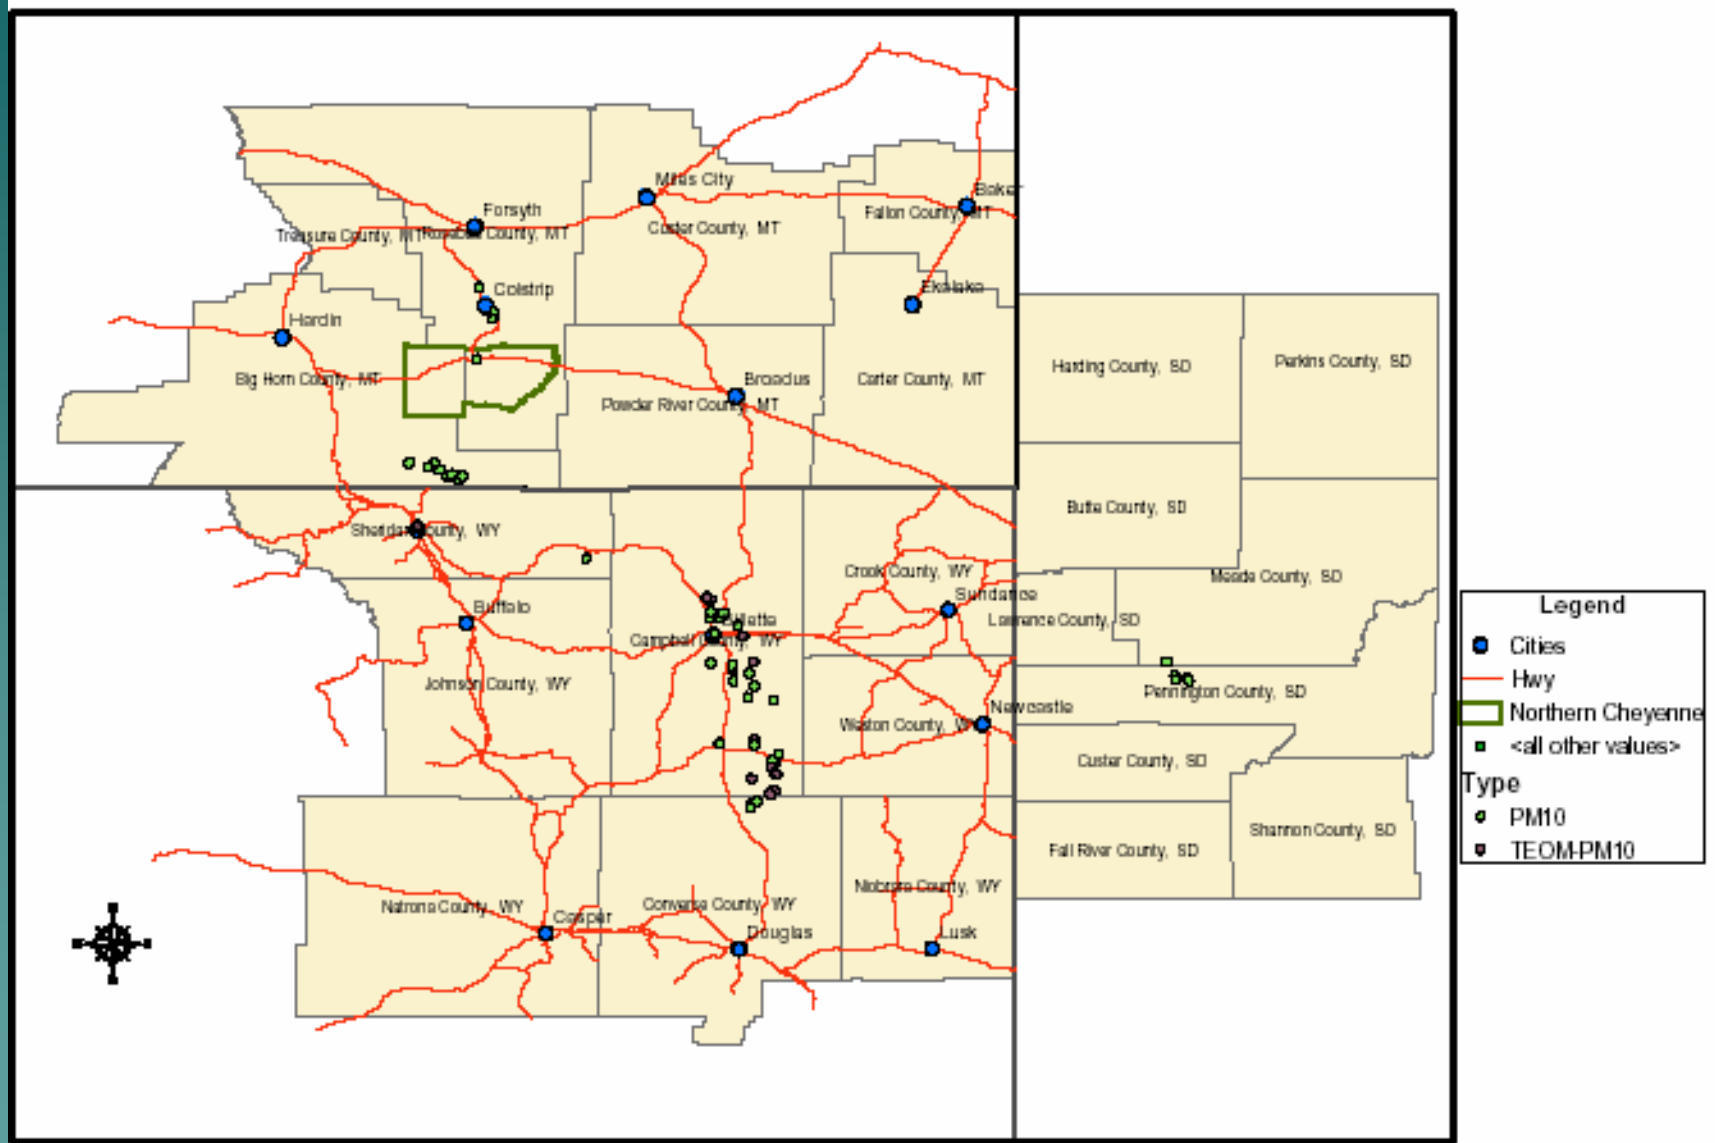 Miles City
Baker
Forsyth
Fallon County, MT
Custer County, MT
Treasure County, MT
County, MT
Colstrip
Ekalaka
Hardin
Harding County, SD
Perkins County, SD
Big Horn County, MT
Broadus
Carter County, MT
Powder River County, MT
Butte County, SD
Sheridan County, WY
Crook County, WY
Meade County, SD
Sundance
Buffalo
Lawrence County, SD
Campbell County, WY
Johnson County, WY
Pennington County, SD
Newcastle
Weston County, WY
Custer County, SD
Shannon County, SD
Fall River County, SD
Niobrara County, WY
Natrona County, WY
Converse County, WY
Casper
Douglas
Lusk
Legend
Cities
Hwy
Northern Cheyenne
<all other values>
Type
PM10
TEOM-PM10